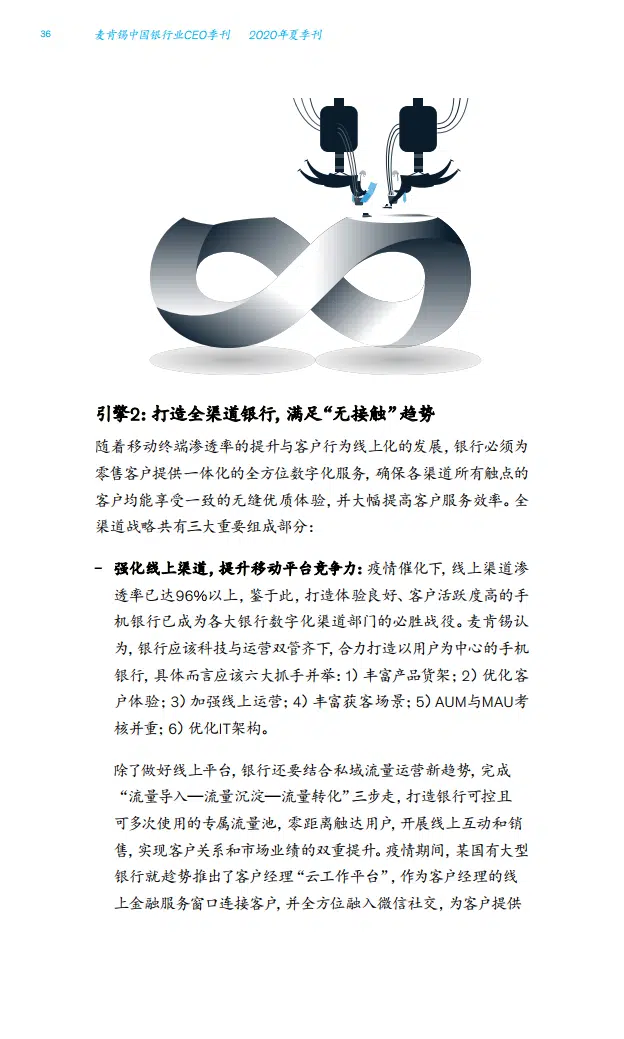 36
麦肯锡中国银行业CEO季刊 2020年夏季刊
引擎2：打造全渠道银行，满足“无接触”趋势
随着移动终端渗透率的提升与客户行为线上化的发展，银行必须为
零售客户提供一体化的全方位数字化服务，确保各渠道所有触点的
客户均能享受一致的无缝优质体验，并大幅提高客户服务效率。全
渠道战略共有三大重要组成部分：
– 强化线上渠道，提升移动平台竞争力：疫情催化下，线上渠道渗
透率已达96%以上，鉴于此，打造体验良好、客户活跃度高的手
机银行已成为各大银行数字化渠道部门的必胜战役。麦肯锡认
为，银行应该科技与运营双管齐下，合力打造以用户为中心的手机
银行，具体而言应该六大抓手并举：1）丰富产品货架；2）优化客
户体验；3）加强线上运营；4）丰富获客场景；5）AUM与MAU考
核并重；6）优化IT架构。
除了做好线上平台，银行还要结合私域流量运营新趋势，完成
“流量导入—流量沉淀—流量转化”三步走，打造银行可控且
可多次使用的专属流量池，零距离触达用户，开展线上互动和销
售，实现客户关系和市场业绩的双重提升。疫情期间，某国有大型
银行就趁势推出了客户经理“云工作平台”，作为客户经理的线
上金融服务窗口连接客户，并全方位融入微信社交，为客户提供